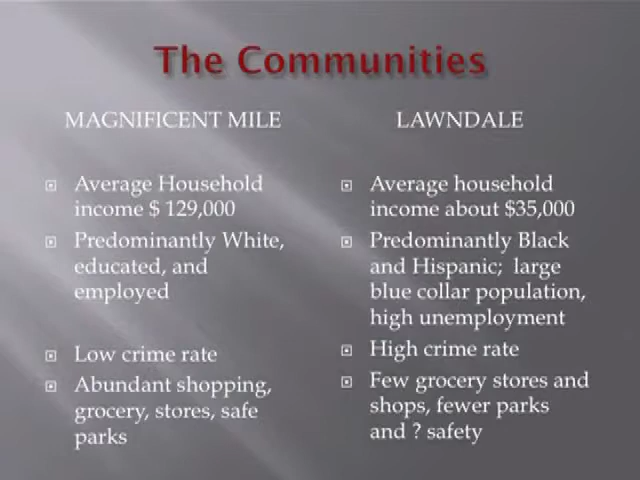 The Communities
MAGNIFICENT MILE
Average Household
income $ 129,000
Predominantly White,
educated, and
employed
Low crime rate
Abundant shopping,
grocery, stores, safe
parks
LAWNDALE
Average household
income about $35,000
Predominantly Black
and Hispanic; large
blue collar population,
high unemployment
High crime rate
Few grocery stores and
shops, fewer parks
and ? safety